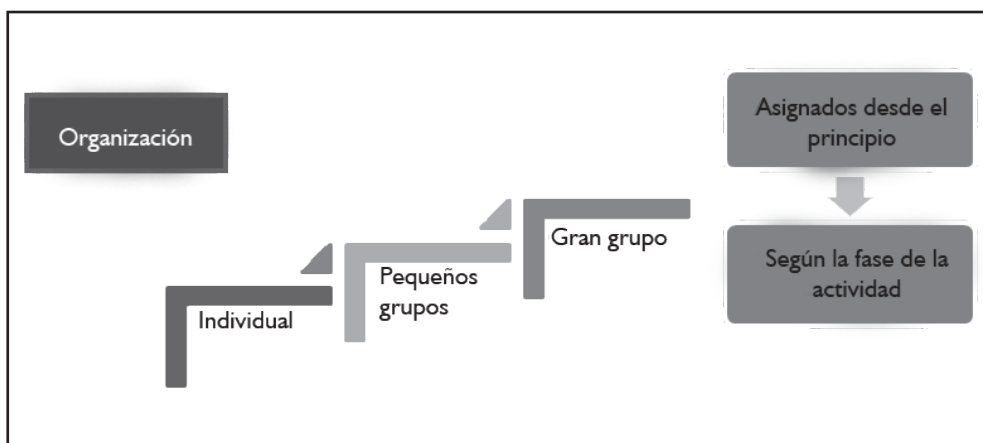 Organización
Individual
Pequeños
grupos
Gran grupo
Asignados desde el
principio
Según la fase de la
actividad